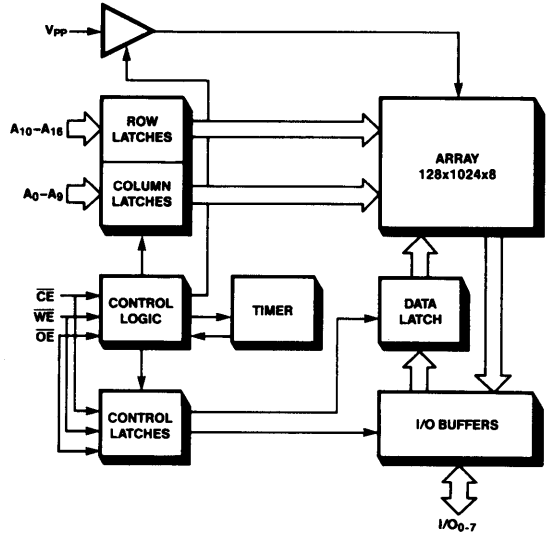 VPP
A10–A16
ROW
LATCHES
ARRAY
128x1024x8
A0–A9
COLUMN
LATCHES
CE
WE
OE
CONTROL
LOGIC
TIMER
DATA
LATCH
CONTROL
LATCHES
I/O BUFFERS
I/O0-7